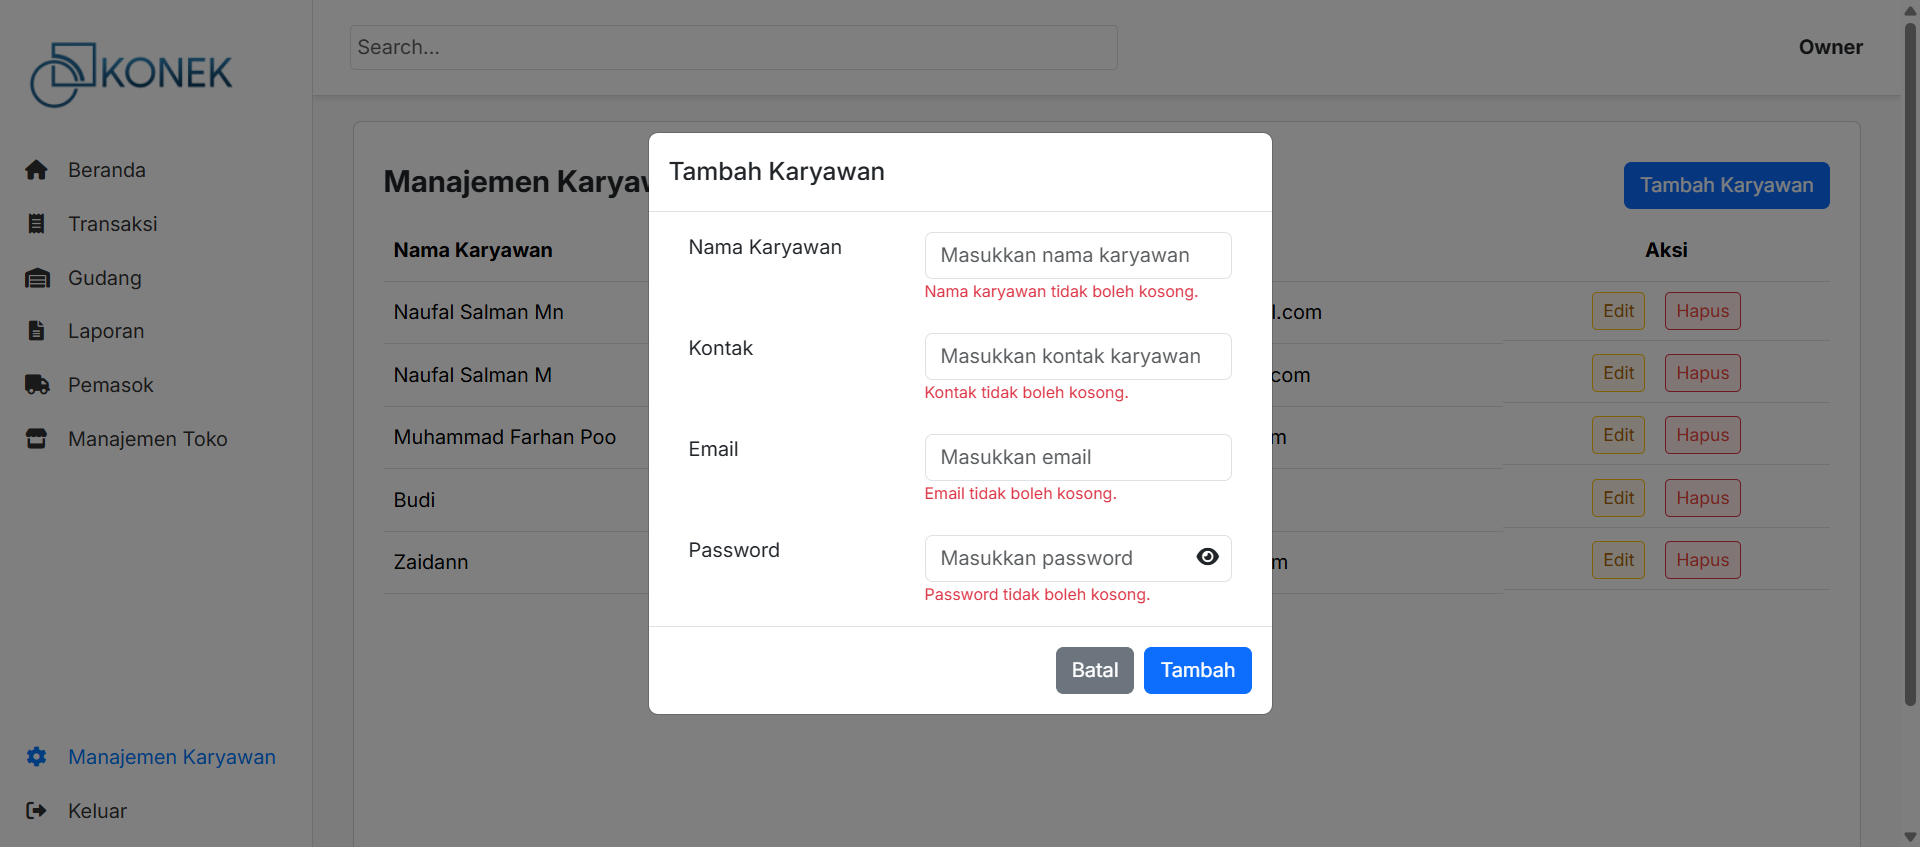 KONEK
Search...
Owner
Beranda
Transaksi
Gudang
Laporan
Pemasok
Manajemen Toko
Manajemen Karyawan
Keluar
Manajemen
Tambah Karyawan
Nama Karyawan
Aksi
Naufal Salman Mn
.com
Edit Hapus
Naufal Salman M
com
Edit Hapus
Muhammad Farhan Poo
m
Edit Hapus
Budi
Edit Hapus
Zaidann
m
Edit Hapus
Tambah Karyawan
Nama Karyawan
Masukkan nama karyawan
Nama karyawan tidak boleh kosong.
Kontak
Masukkan kontak karyawan
Kontak tidak boleh kosong.
Email
Masukkan email
Email tidak boleh kosong.
Password
Masukkan password
Password tidak boleh kosong.
Batal Tambah